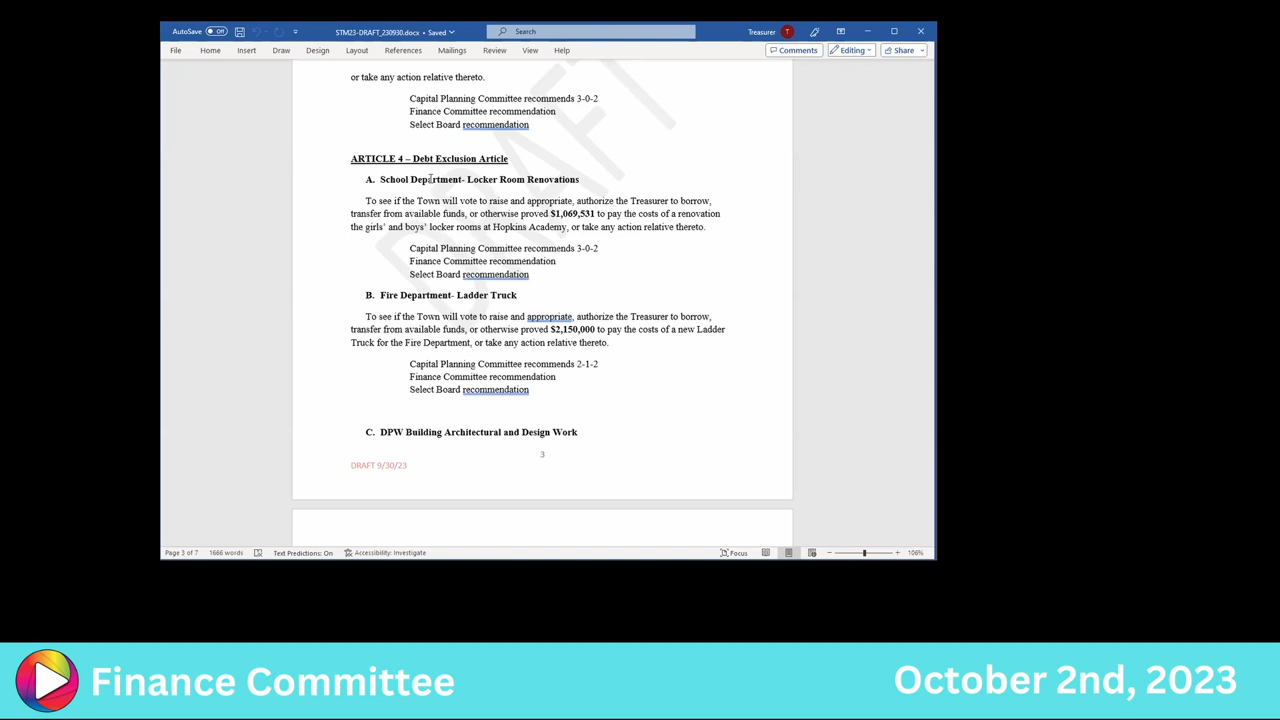 AutoSave Off STM23-DRAFT_230930.docx • Saved Search Treasurer T
File Home Insert Draw Design Layout References Mailings Review View Help Comments Editing Share
or take any action relative thereto.
Capital Planning Committee recommends 3-0-2
Finance Committee recommendation
Select Board recommendation
ARTICLE 4 – Debt Exclusion Article
A. School Department- Locker Room Renovations
To see if the Town will vote to raise and appropriate, authorize the Treasurer to borrow,
transfer from available funds, or otherwise proved $1,069,531 to pay the costs of a renovation
the girls' and boys' locker rooms at Hopkins Academy, or take any action relative thereto.
Capital Planning Committee recommends 3-0-2
Finance Committee recommendation
Select Board recommendation
B. Fire Department- Ladder Truck
To see if the Town will vote to raise and appropriate, authorize the Treasurer to borrow,
transfer from available funds, or otherwise proved $2,150,000 to pay the costs of a new Ladder
Truck for the Fire Department, or take any action relative thereto.
Capital Planning Committee recommends 2-1-2
Finance Committee recommendation
Select Board recommendation
C. DPW Building Architectural and Design Work
3
DRAFT 9/30/23
DRAFT
Page 3 of 7 1666 words Text Predictions: On Accessibility: Investigate Focus 106%
Finance Committee
October 2nd, 2023